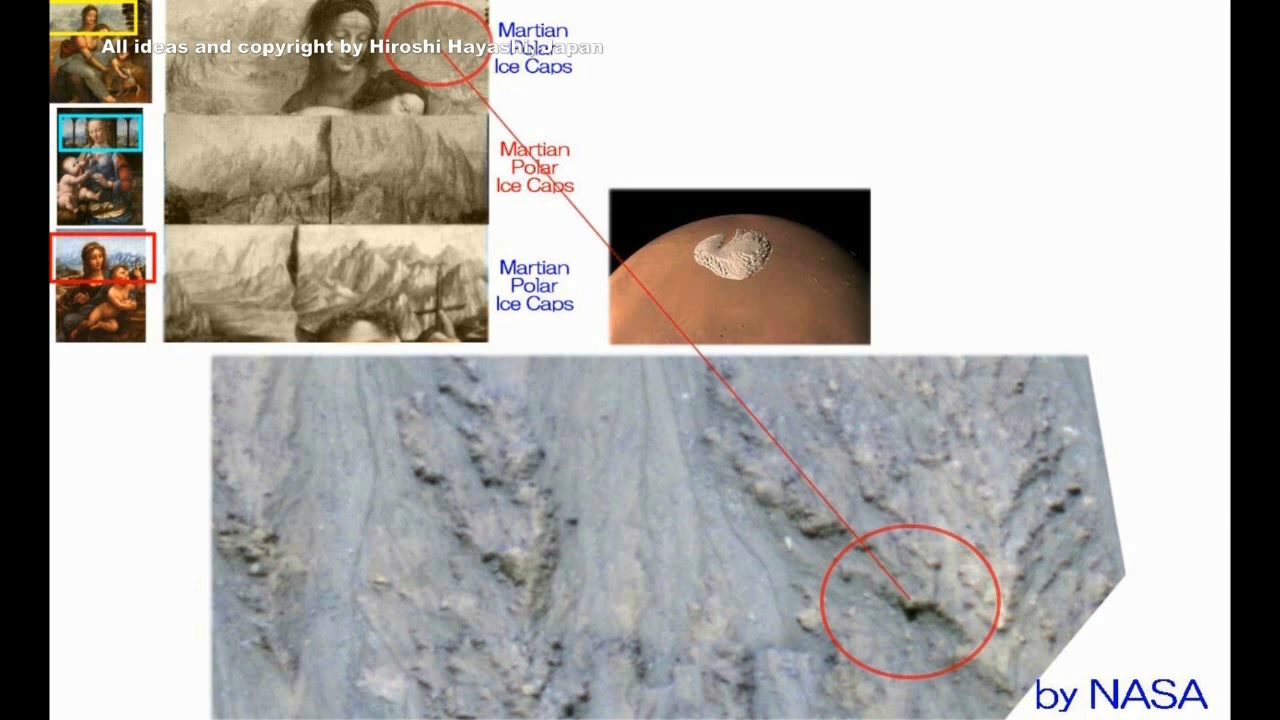 Martian
All ideas and copyright by Hiroshi Hayashi, Japan
Polar
Ice Caps
Martian
Polar
Ice Caps
Martian
Polar
Ice Caps
by NASA